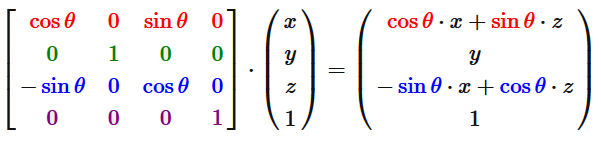 cos θ 0 sin θ 0 x cos θ · x + sin θ · z
0 1 0 0 · y = y
− sin θ 0 cos θ 0 z − sin θ · x + cos θ · z
0 0 0 1 1 1